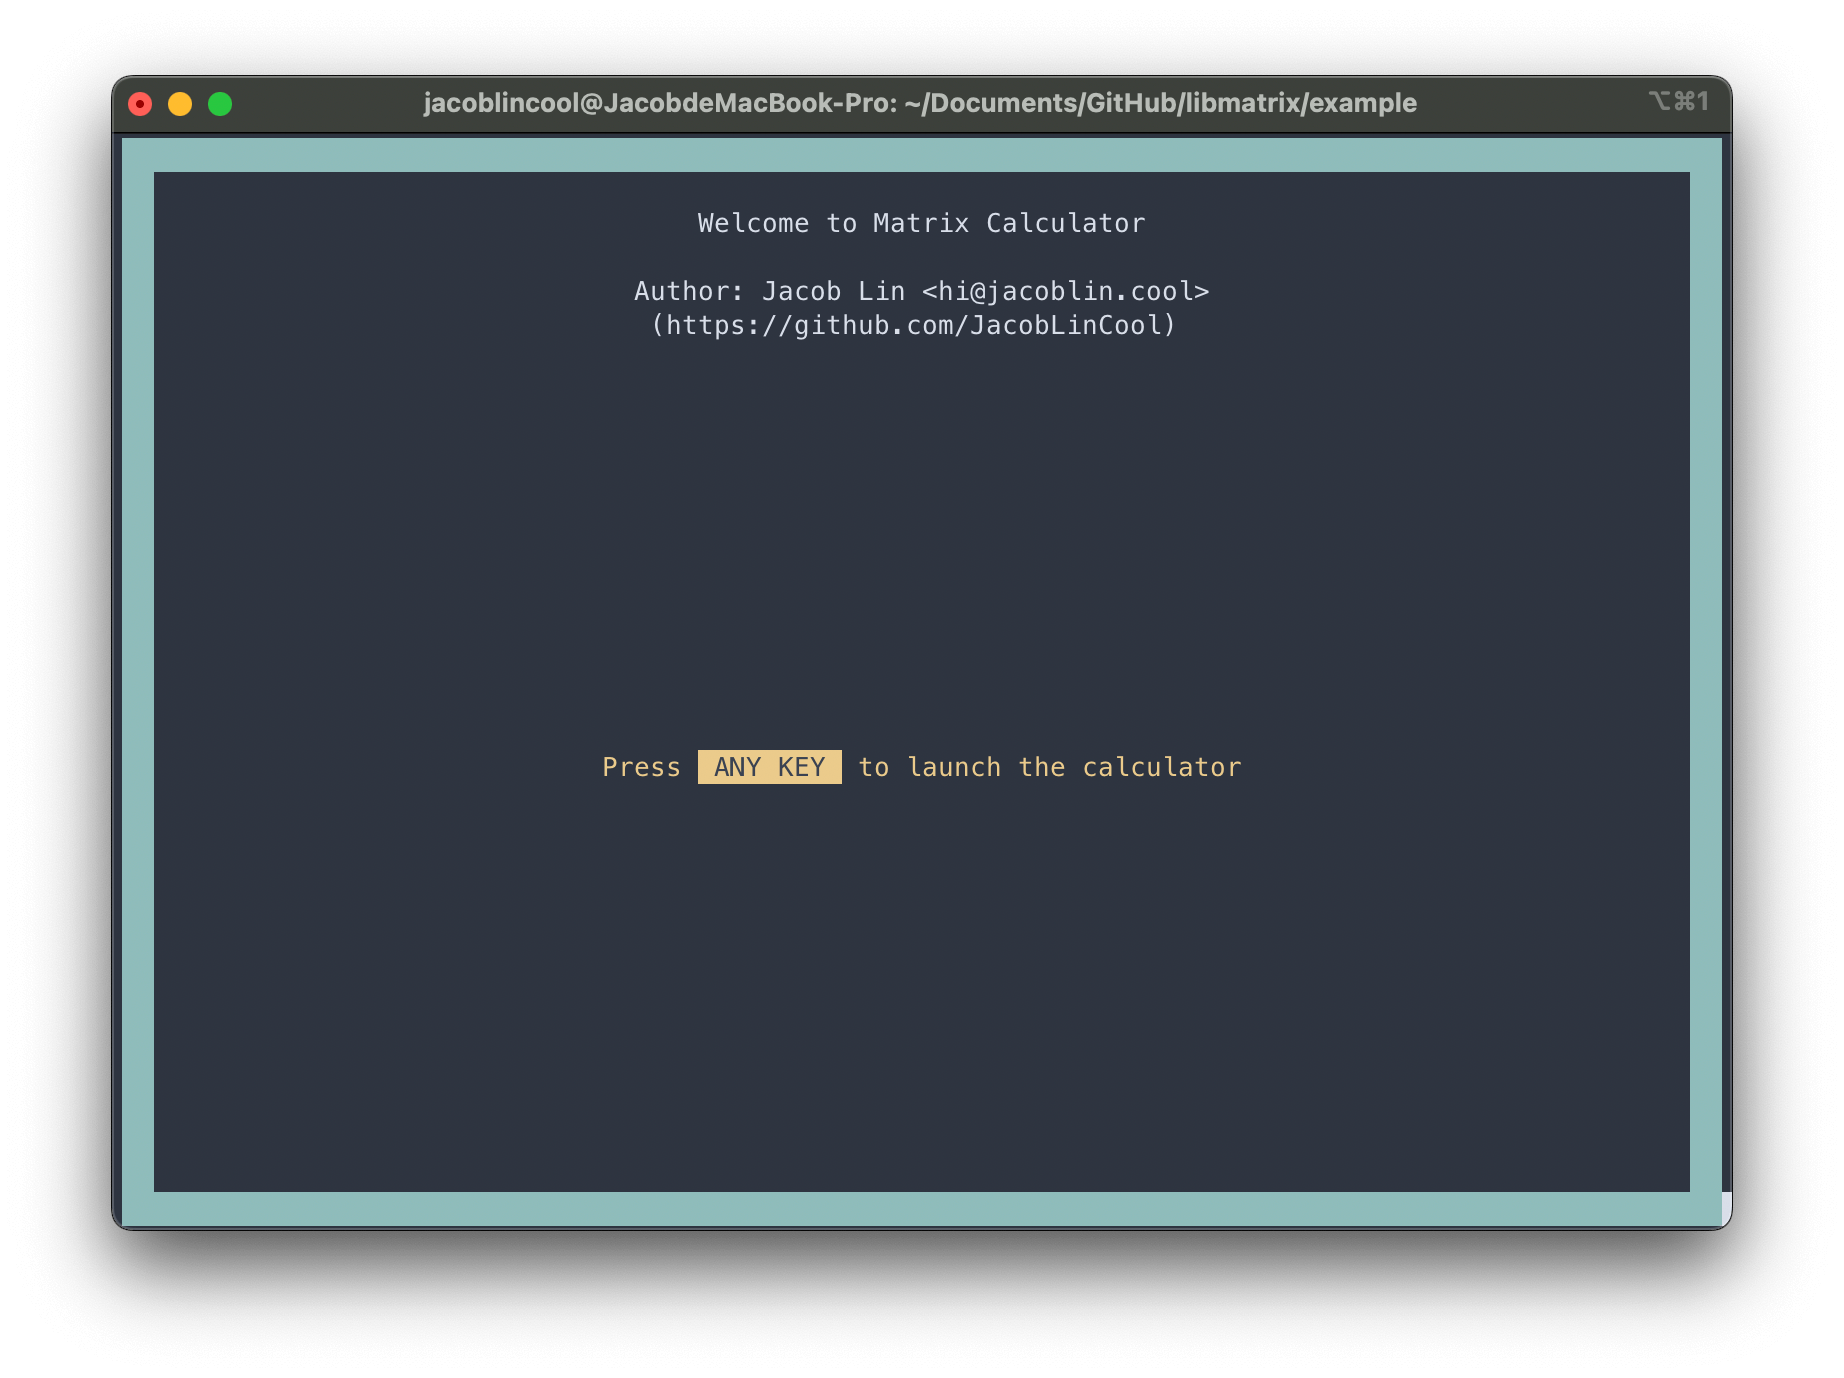 jacoblincool@JacobdeMacBook-Pro: ~/Documents/GitHub/libmatrix/example ⌥⌘1
Welcome to Matrix Calculator
Author: Jacob Lin <hi@jacoblin.cool>
(https://github.com/JacobLinCool)
Press ANY KEY to launch the calculator